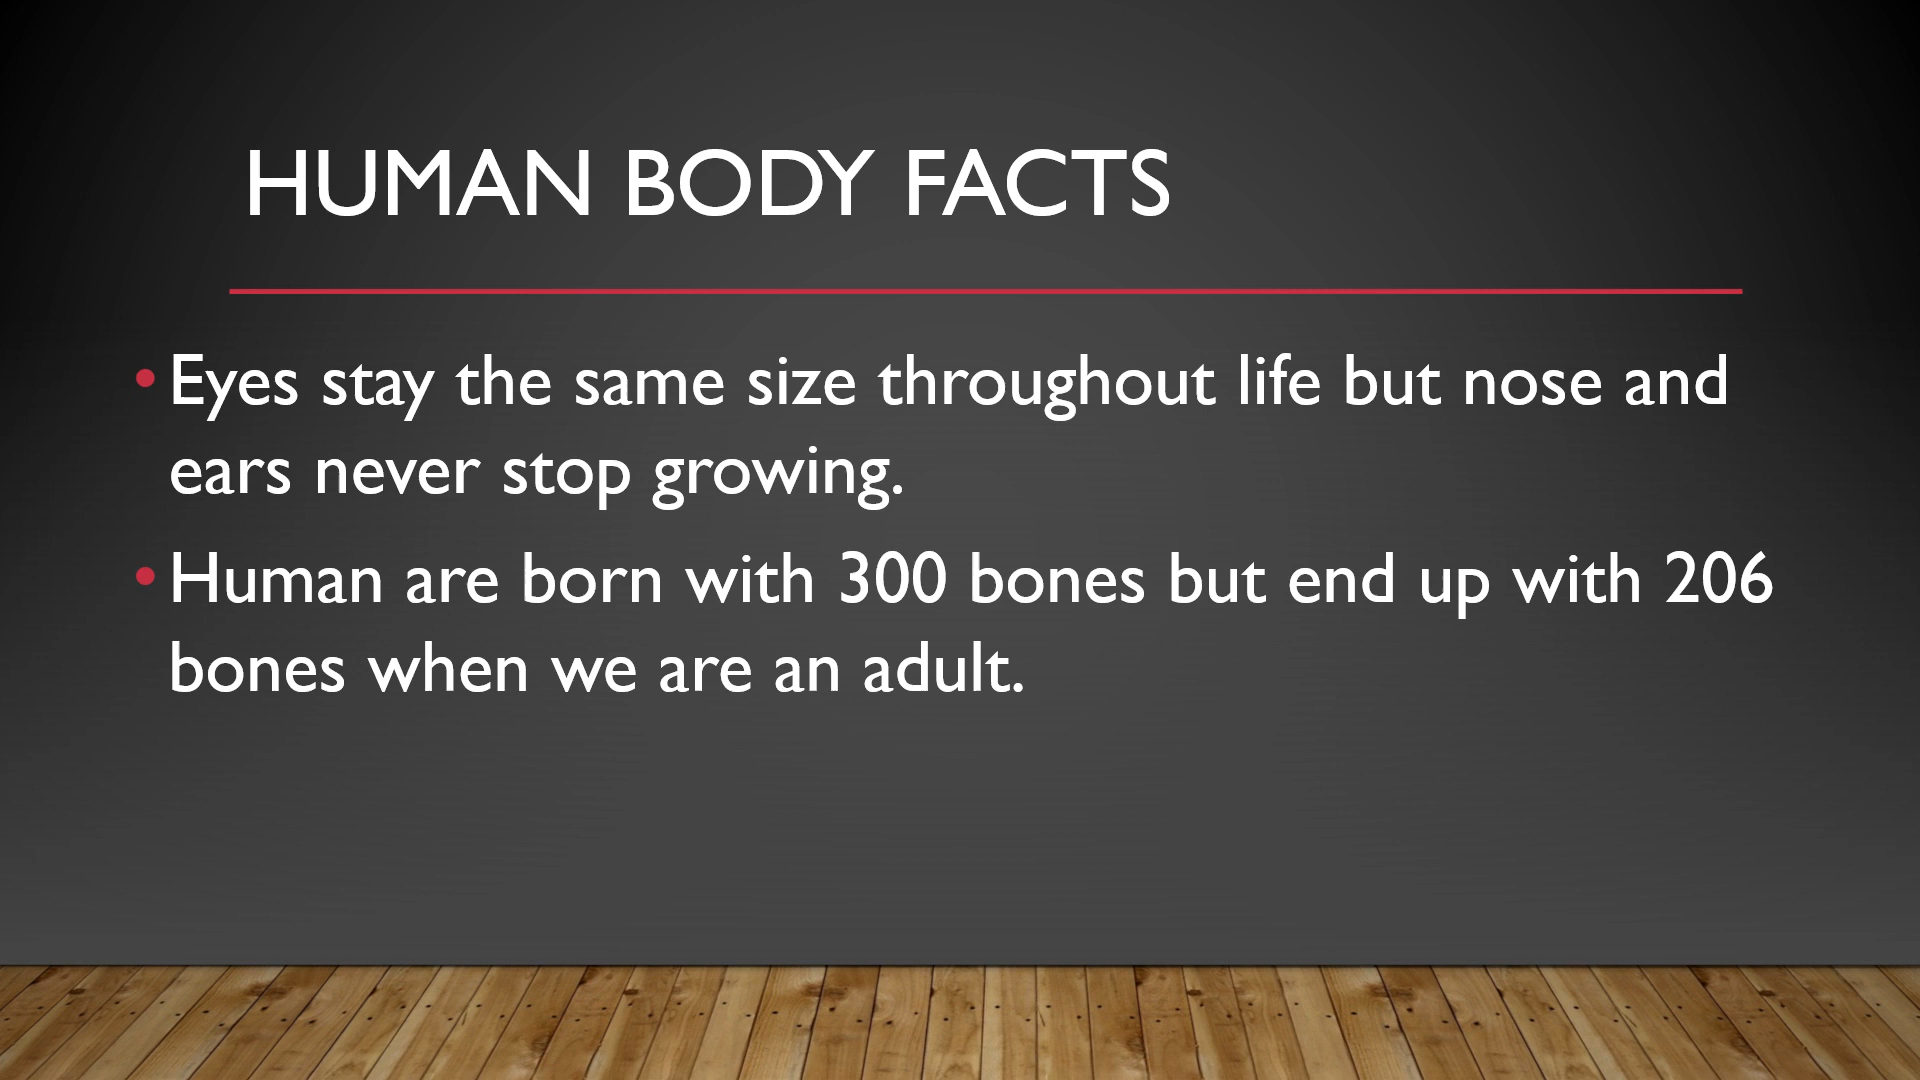 HUMAN BODY FACTS
• Eyes stay the same size throughout life but nose and
ears never stop growing.
• Human are born with 300 bones but end up with 206
bones when we are an adult.